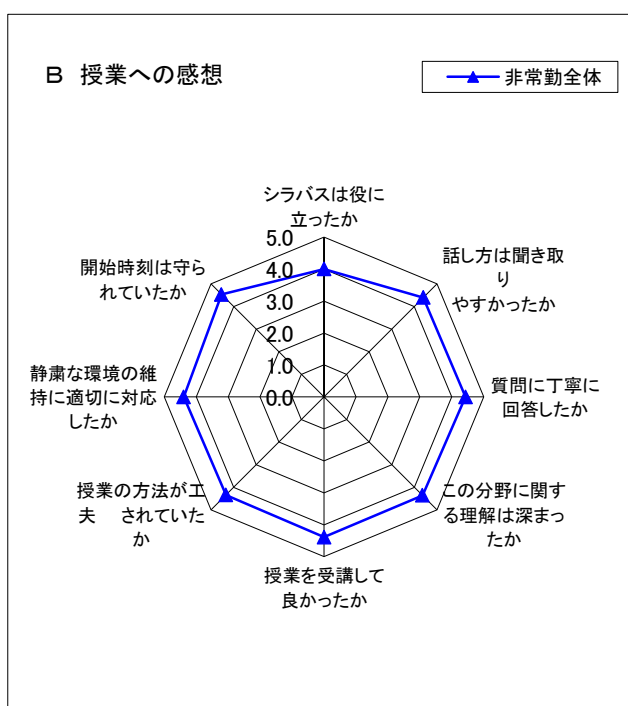 B 授業への感想
非常勤全体
シラバスは役に
立ったか
話し方は聞き取
り
やすかったか
質問に丁寧に
回答したか
この分野に関す
る理解は深まっ
たか
授業を受講して
良かったか
授業の方法が工
夫 されていた
か
静粛な環境の維
持に適切に対応
したか
開始時刻は守ら
れていたか
5.0
4.0
3.0
2.0
1.0
0.0